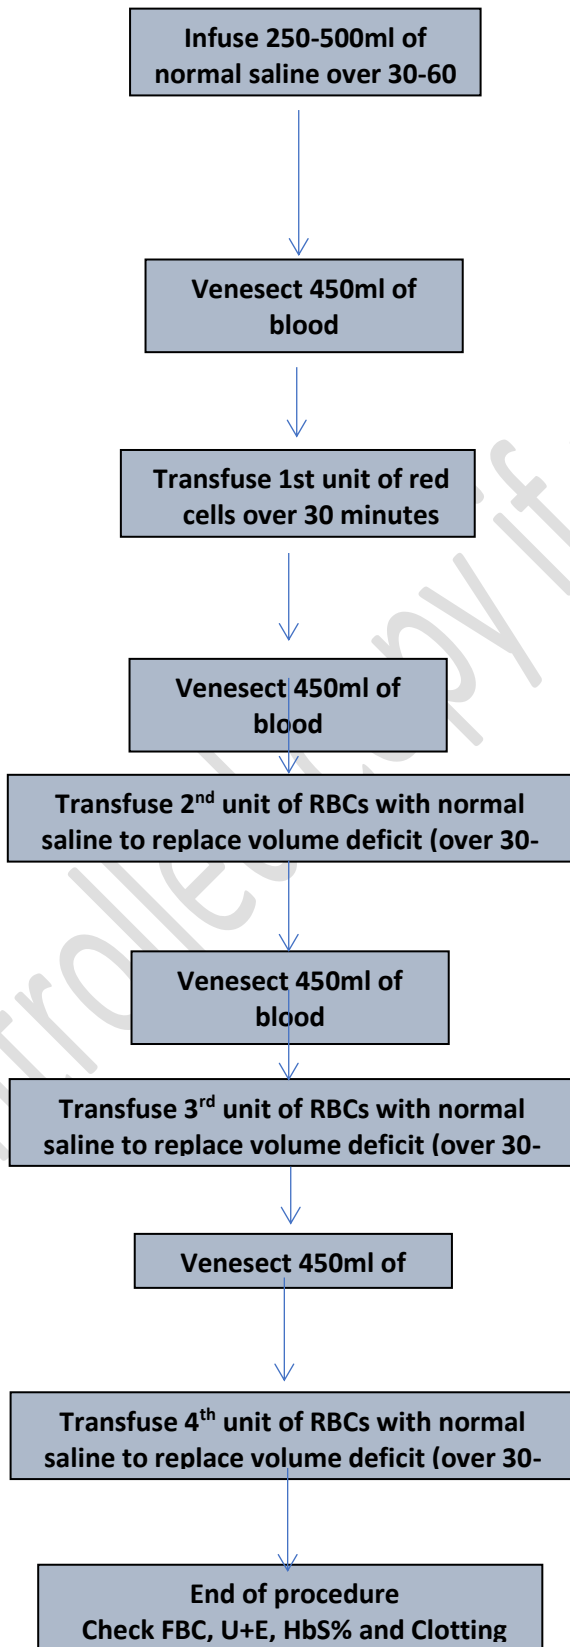 Infuse 250-500ml of
normal saline over 30-60
Venesect 450ml of
blood
Transfuse 1st unit of red
cells over 30 minutes
Venesect 450ml of
blood
Transfuse 2nd unit of RBCs with normal
saline to replace volume deficit (over 30-
Venesect 450ml of
blood
Transfuse 3rd unit of RBCs with normal
saline to replace volume deficit (over 30-
Venesect 450ml of
Transfuse 4th unit of RBCs with normal
saline to replace volume deficit (over 30-
End of procedure
Check FBC, U+E, HbS% and Clotting